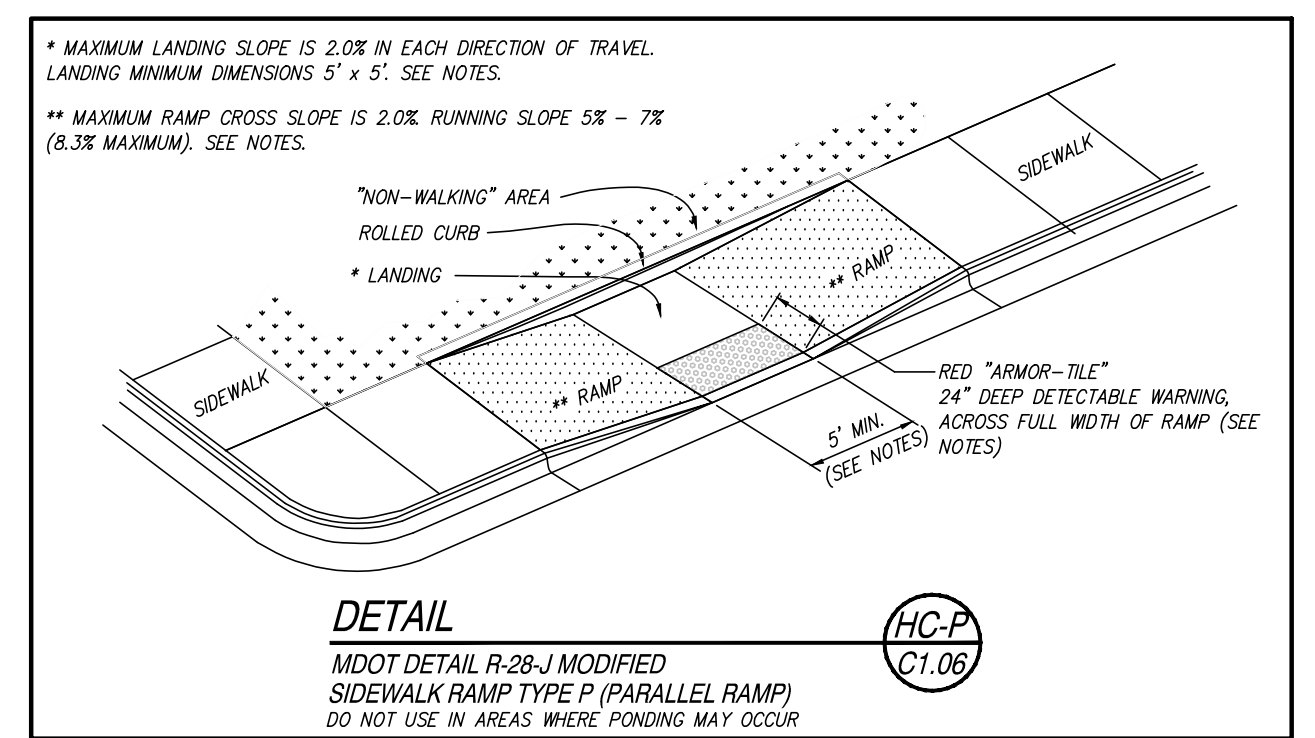 * MAXIMUM LANDING SLOPE IS 2.0% IN EACH DIRECTION OF TRAVEL.
LANDING MINIMUM DIMENSIONS 5' x 5'. SEE NOTES.
** MAXIMUM RAMP CROSS SLOPE IS 2.0%. RUNNING SLOPE 5% – 7%
(8.3% MAXIMUM). SEE NOTES.
"NON–WALKING" AREA
ROLLED CURB
* LANDING
SIDEWALK
** RAMP
SIDEWALK
** RAMP
RED "ARMOR–TILE"
24" DEEP DETECTABLE WARNING,
ACROSS FULL WIDTH OF RAMP (SEE
NOTES)
5' MIN.
(SEE NOTES)
DETAIL
HC-P
C1.06
MDOT DETAIL R-28-J MODIFIED
SIDEWALK RAMP TYPE P (PARALLEL RAMP)
DO NOT USE IN AREAS WHERE PONDING MAY OCCUR